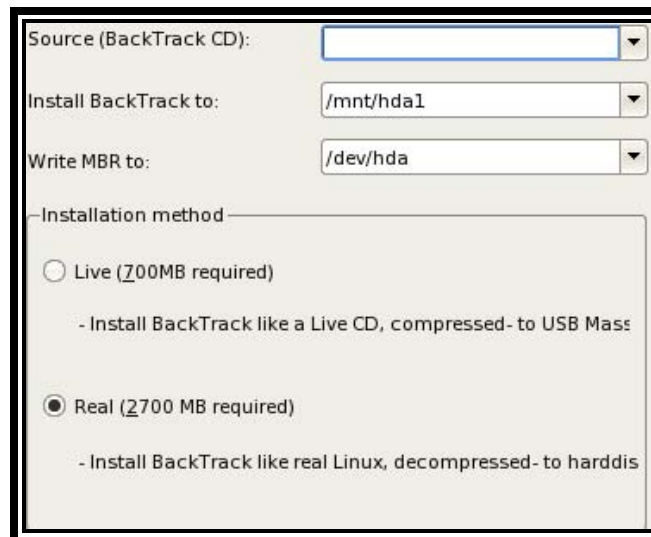 Source (BackTrack CD):
Install BackTrack to: /mnt/hda1
Write MBR to: /dev/hda
Installation method
Live (700MB required)
- Install BackTrack like a Live CD, compressed- to USB Mass
Real (2700 MB required)
- Install BackTrack like real Linux, decompressed- to harddis